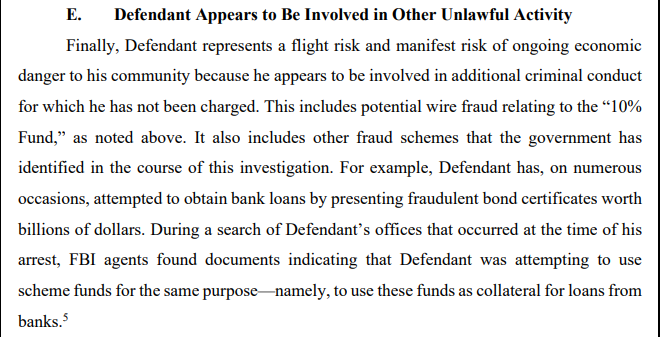 E. Defendant Appears to Be Involved in Other Unlawful Activity
Finally, Defendant represents a flight risk and manifest risk of ongoing economic
danger to his community because he appears to be involved in additional criminal conduct
for which he has not been charged. This includes potential wire fraud relating to the “10%
Fund,” as noted above. It also includes other fraud schemes that the government has
identified in the course of this investigation. For example, Defendant has, on numerous
occasions, attempted to obtain bank loans by presenting fraudulent bond certificates worth
billions of dollars. During a search of Defendant’s offices that occurred at the time of his
arrest, FBI agents found documents indicating that Defendant was attempting to use
scheme funds for the same purpose—namely, to use these funds as collateral for loans from
banks.⁵